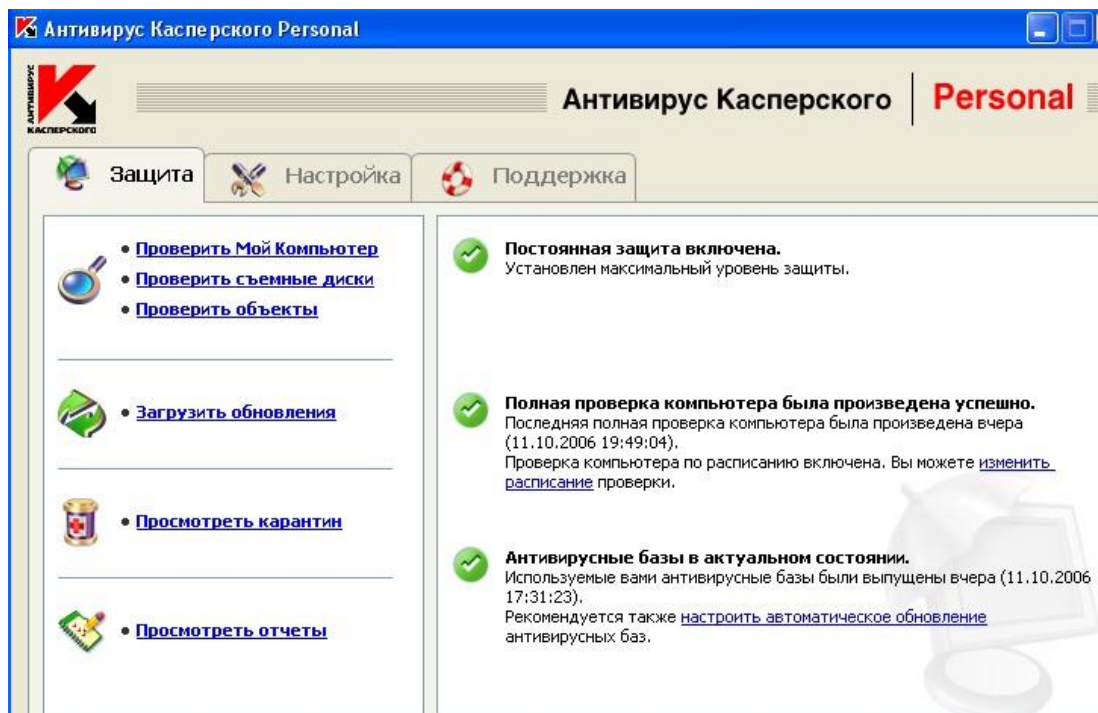 Антивирус Касперского Personal
АНТИВИРУС
КАСПЕРСКОГО
Антивирус Касперского Personal
Защита
Настройка
Поддержка
• Проверить Мой Компьютер
• Проверить съемные диски
• Проверить объекты
• Загрузить обновления
• Просмотреть карантин
• Просмотреть отчеты
Постоянная защита включена.
Установлен максимальный уровень защиты.
Полная проверка компьютера была произведена успешно.
Последняя полная проверка компьютера была произведена вчера
(11.10.2006 19:49:04).
Проверка компьютера по расписанию включена. Вы можете изменить
расписание проверки.
Антивирусные базы в актуальном состоянии.
Используемые вами антивирусные базы были выпущены вчера (11.10.2006
17:31:23).
Рекомендуется также настроить автоматическое обновление
антивирусных баз.